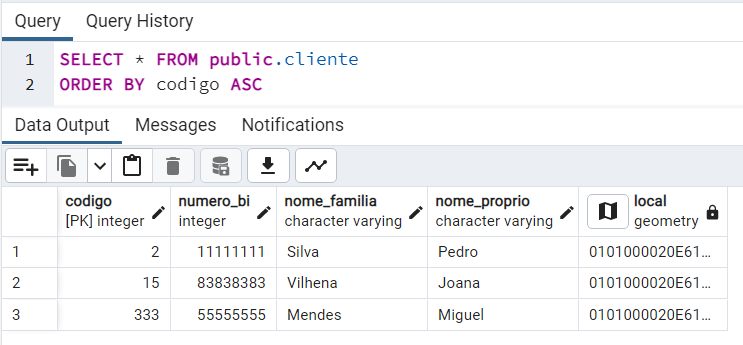 Query Query History
1 SELECT * FROM public.cliente
2 ORDER BY codigo ASC
Data Output Messages Notifications
codigo numero_bi nome_familia nome_proprio local
[PK] integer integer character varying character varying geometry
1 2 11111111 Silva Pedro 0101000020E61...
2 15 83838383 Vilhena Joana 0101000020E61...
3 333 55555555 Mendes Miguel 0101000020E61...